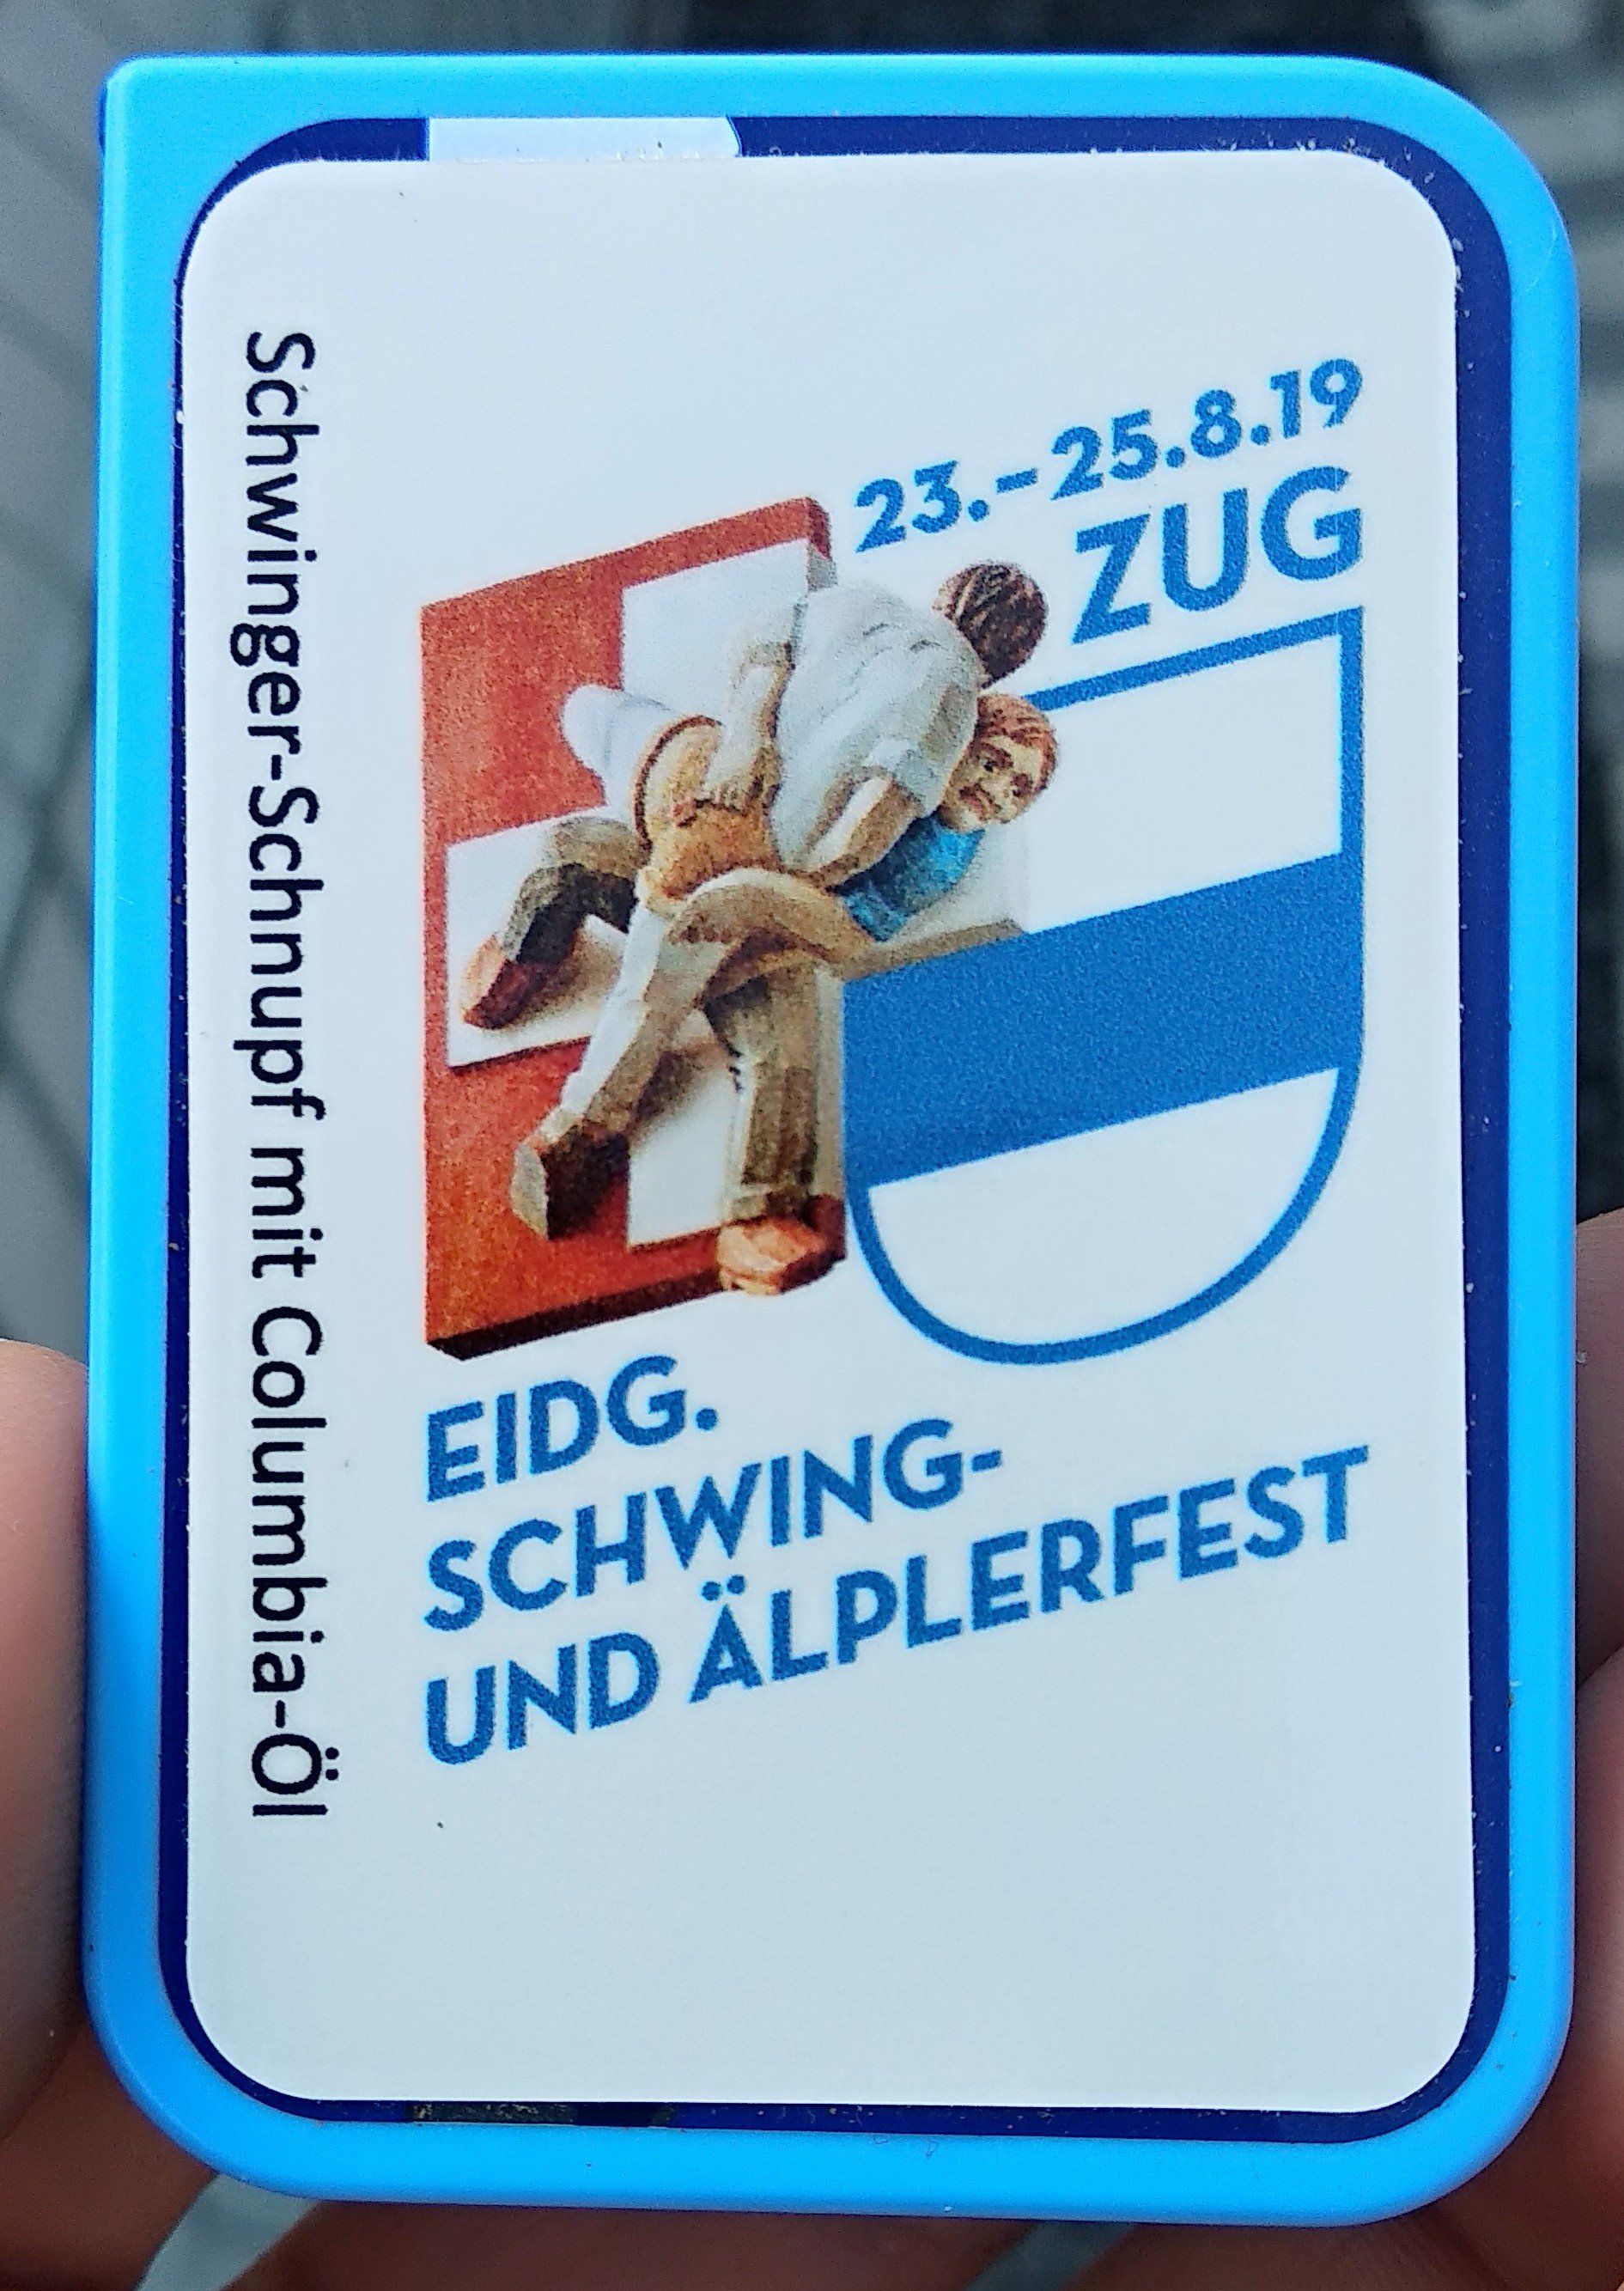 Schwinger-Schnupf mit Columbia-Öl
23.-25.8.19
ZUG
EIDG.
SCHWING-
UND ÄLPLERFEST